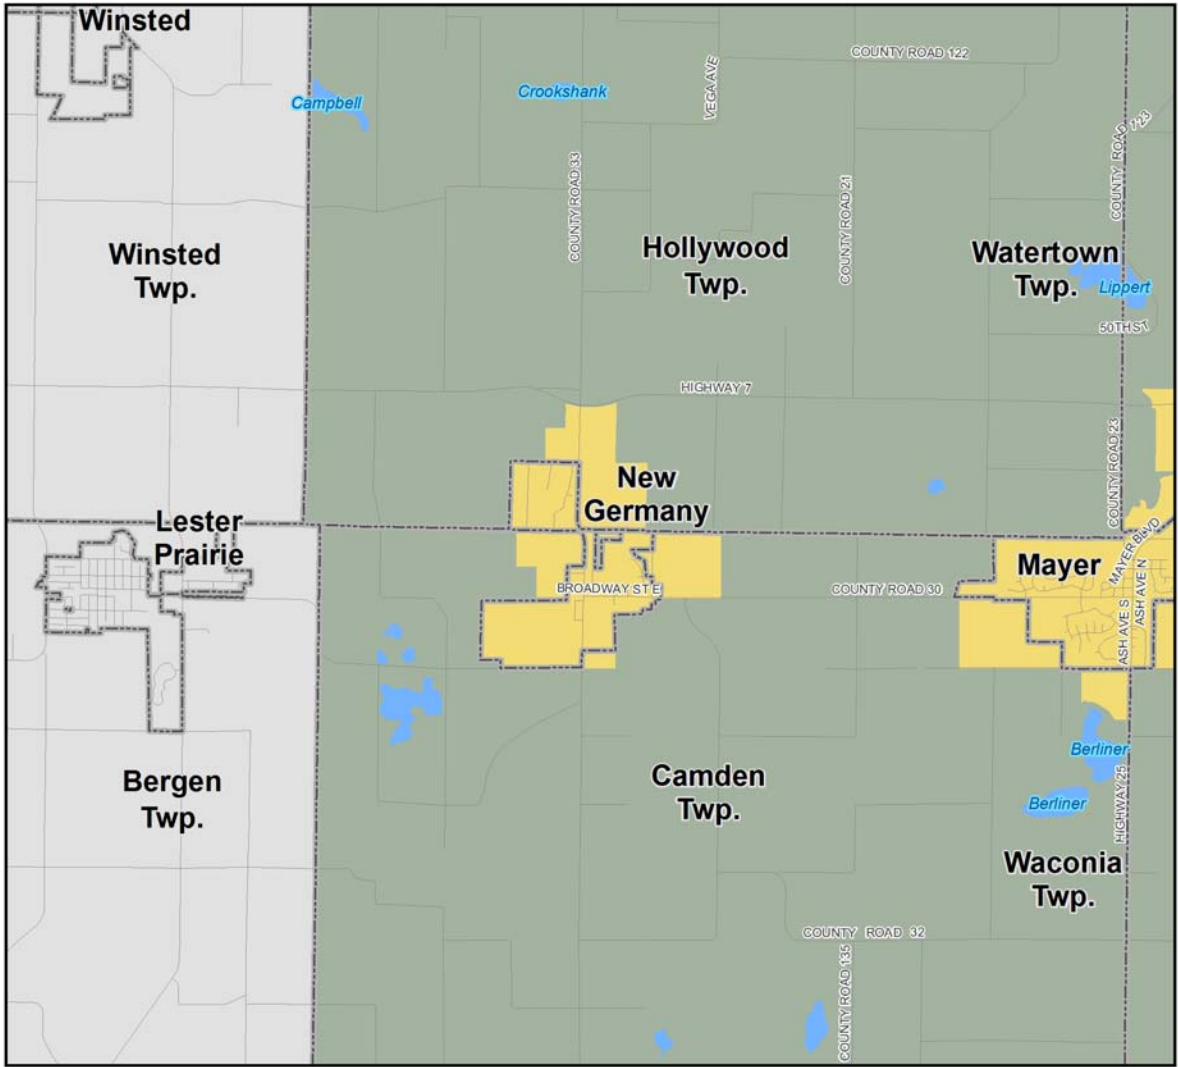 Winsted
COUNTY ROAD 122
VEGA AVE
Crookshank
Campbell
COUNTY ROAD 123
COUNTY ROAD 33
COUNTY ROAD 21
Winsted
Twp.
Hollywood
Twp.
Watertown
Twp.
Lippert
50TH ST
HIGHWAY 7
COUNTY ROAD 23
New
Germany
Lester
Prairie
MAYER BLVD
Mayer
BROADWAY ST E
COUNTY ROAD 30
ASH AVE N
ASH AVE S
Berliner
Bergen
Twp.
Camden
Twp.
HIGHWAY 25
Berliner
Waconia
Twp.
COUNTY ROAD 32
COUNTY ROAD 135